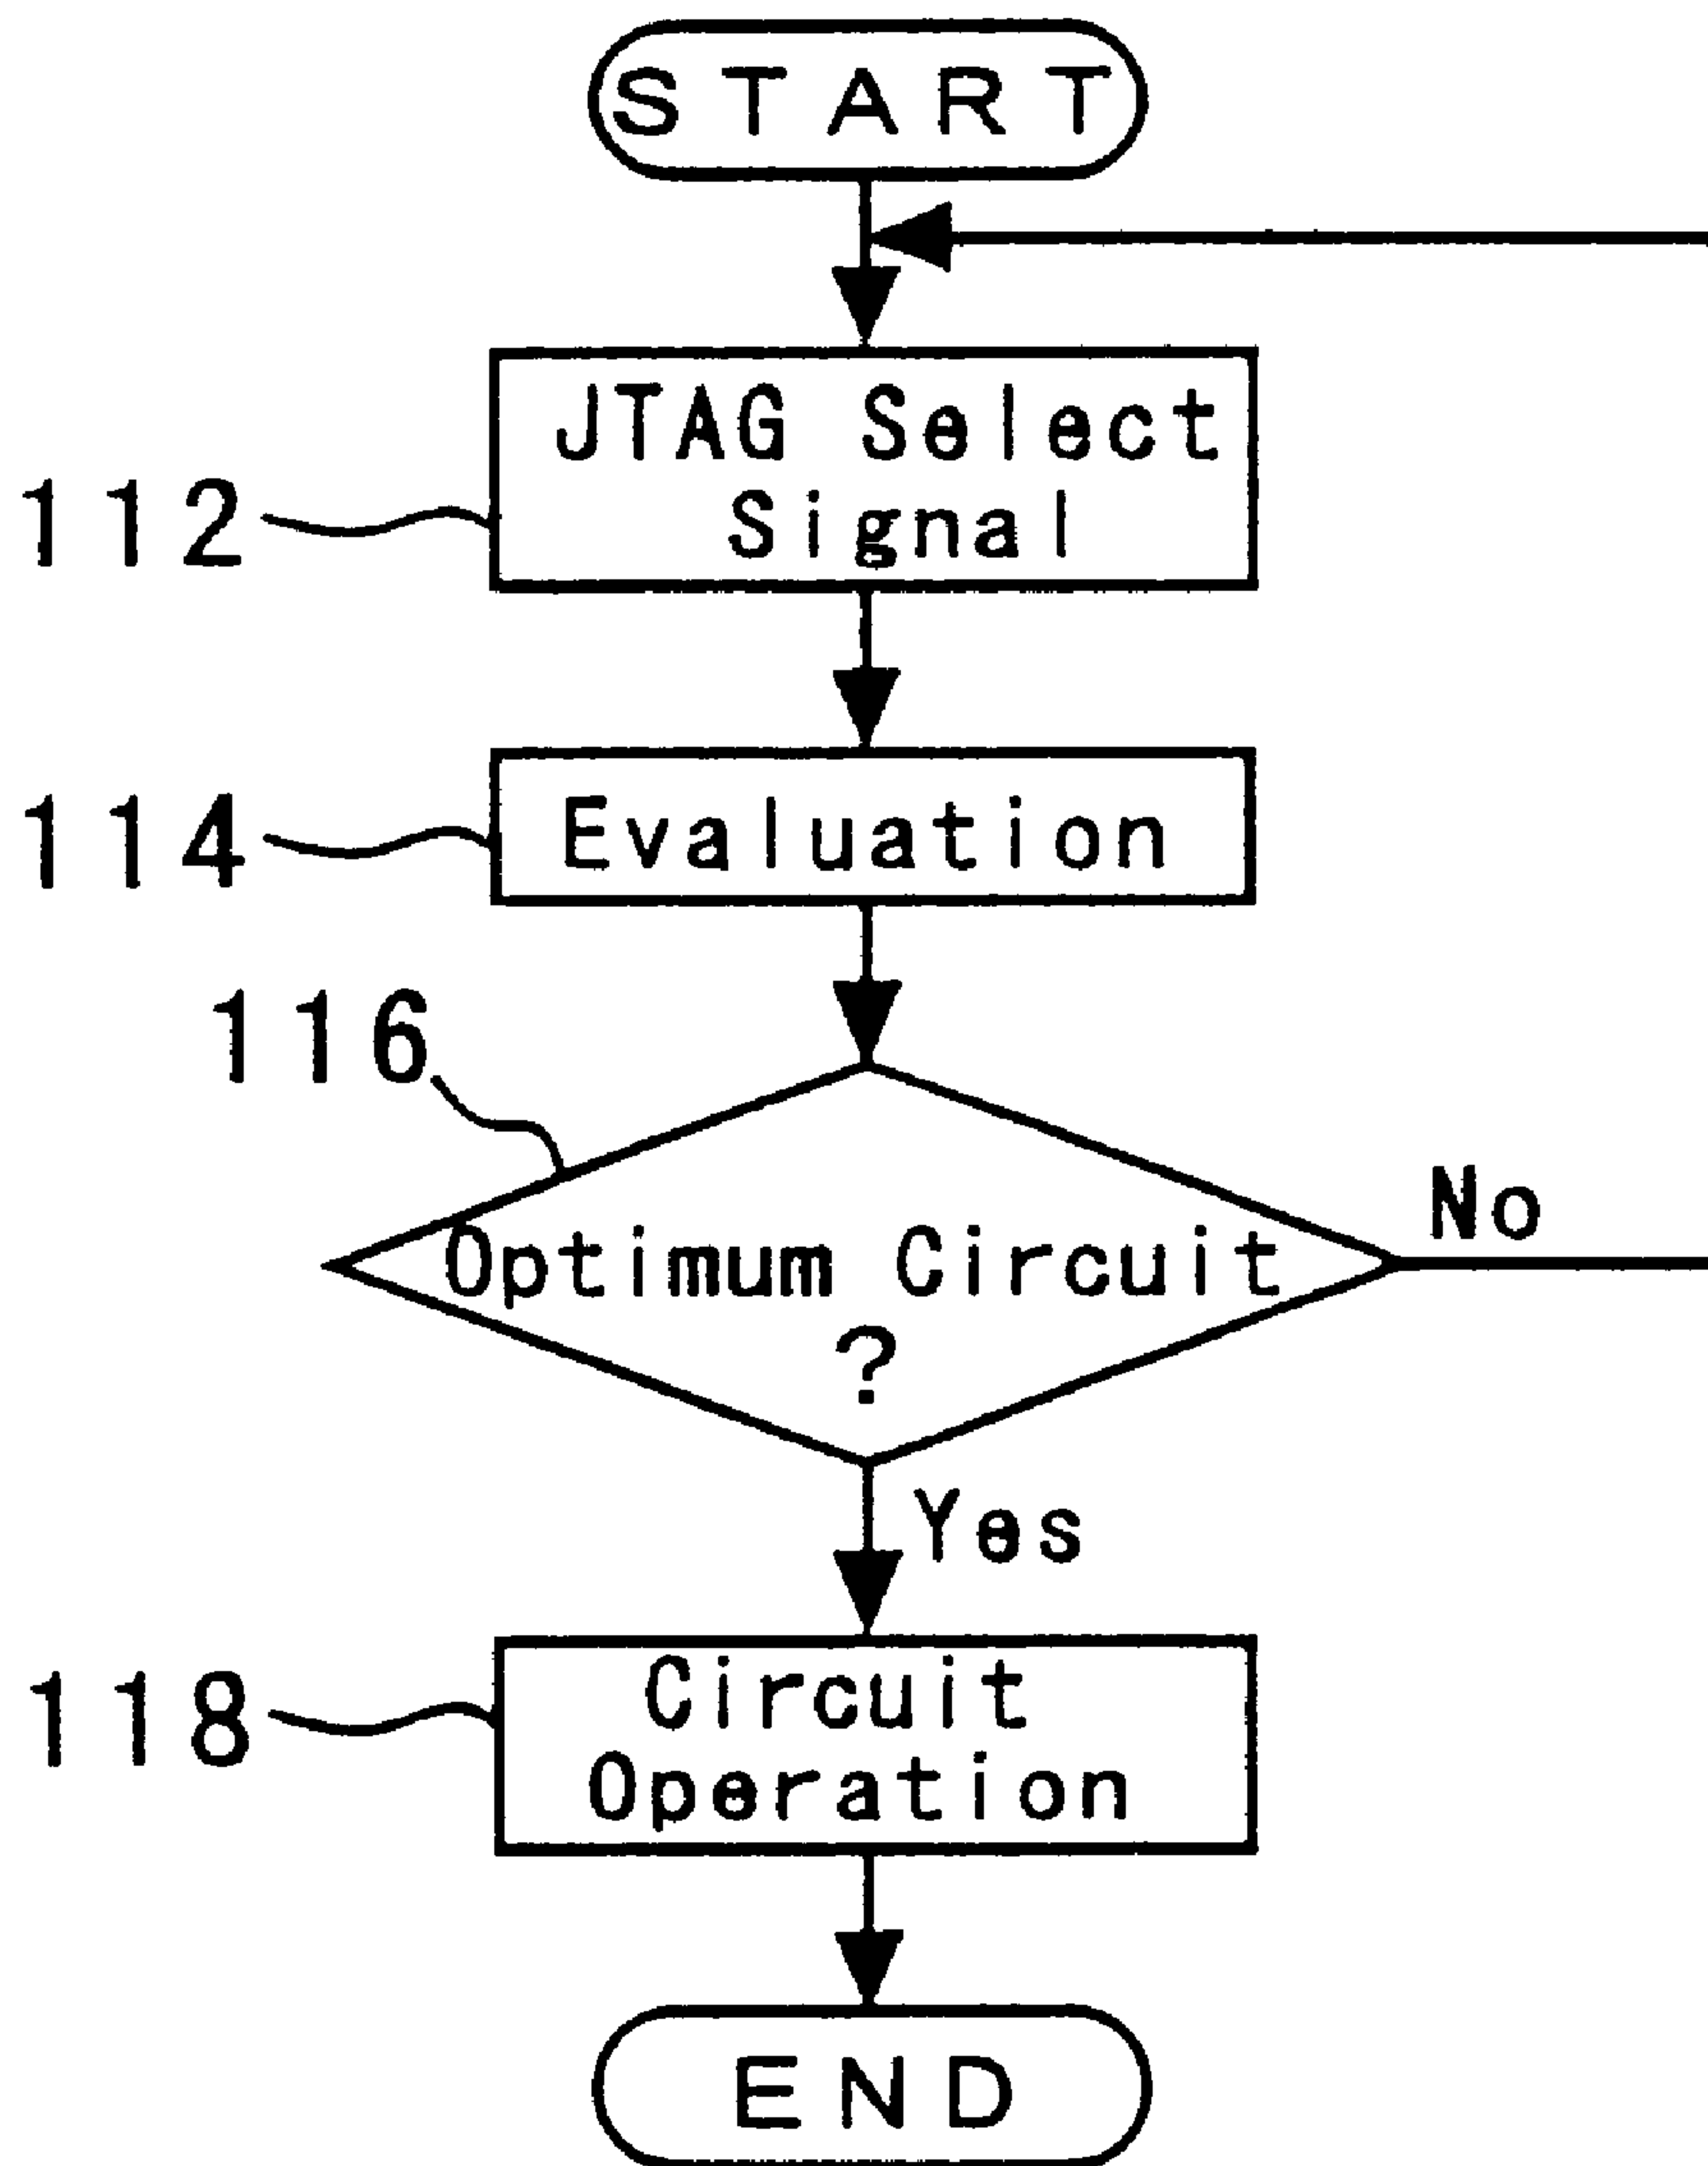 START
JTAG Select
Signal
112
Evaluation
114
116
Optimum Circuit
?
No
Yes
Circuit
Operation
118
END